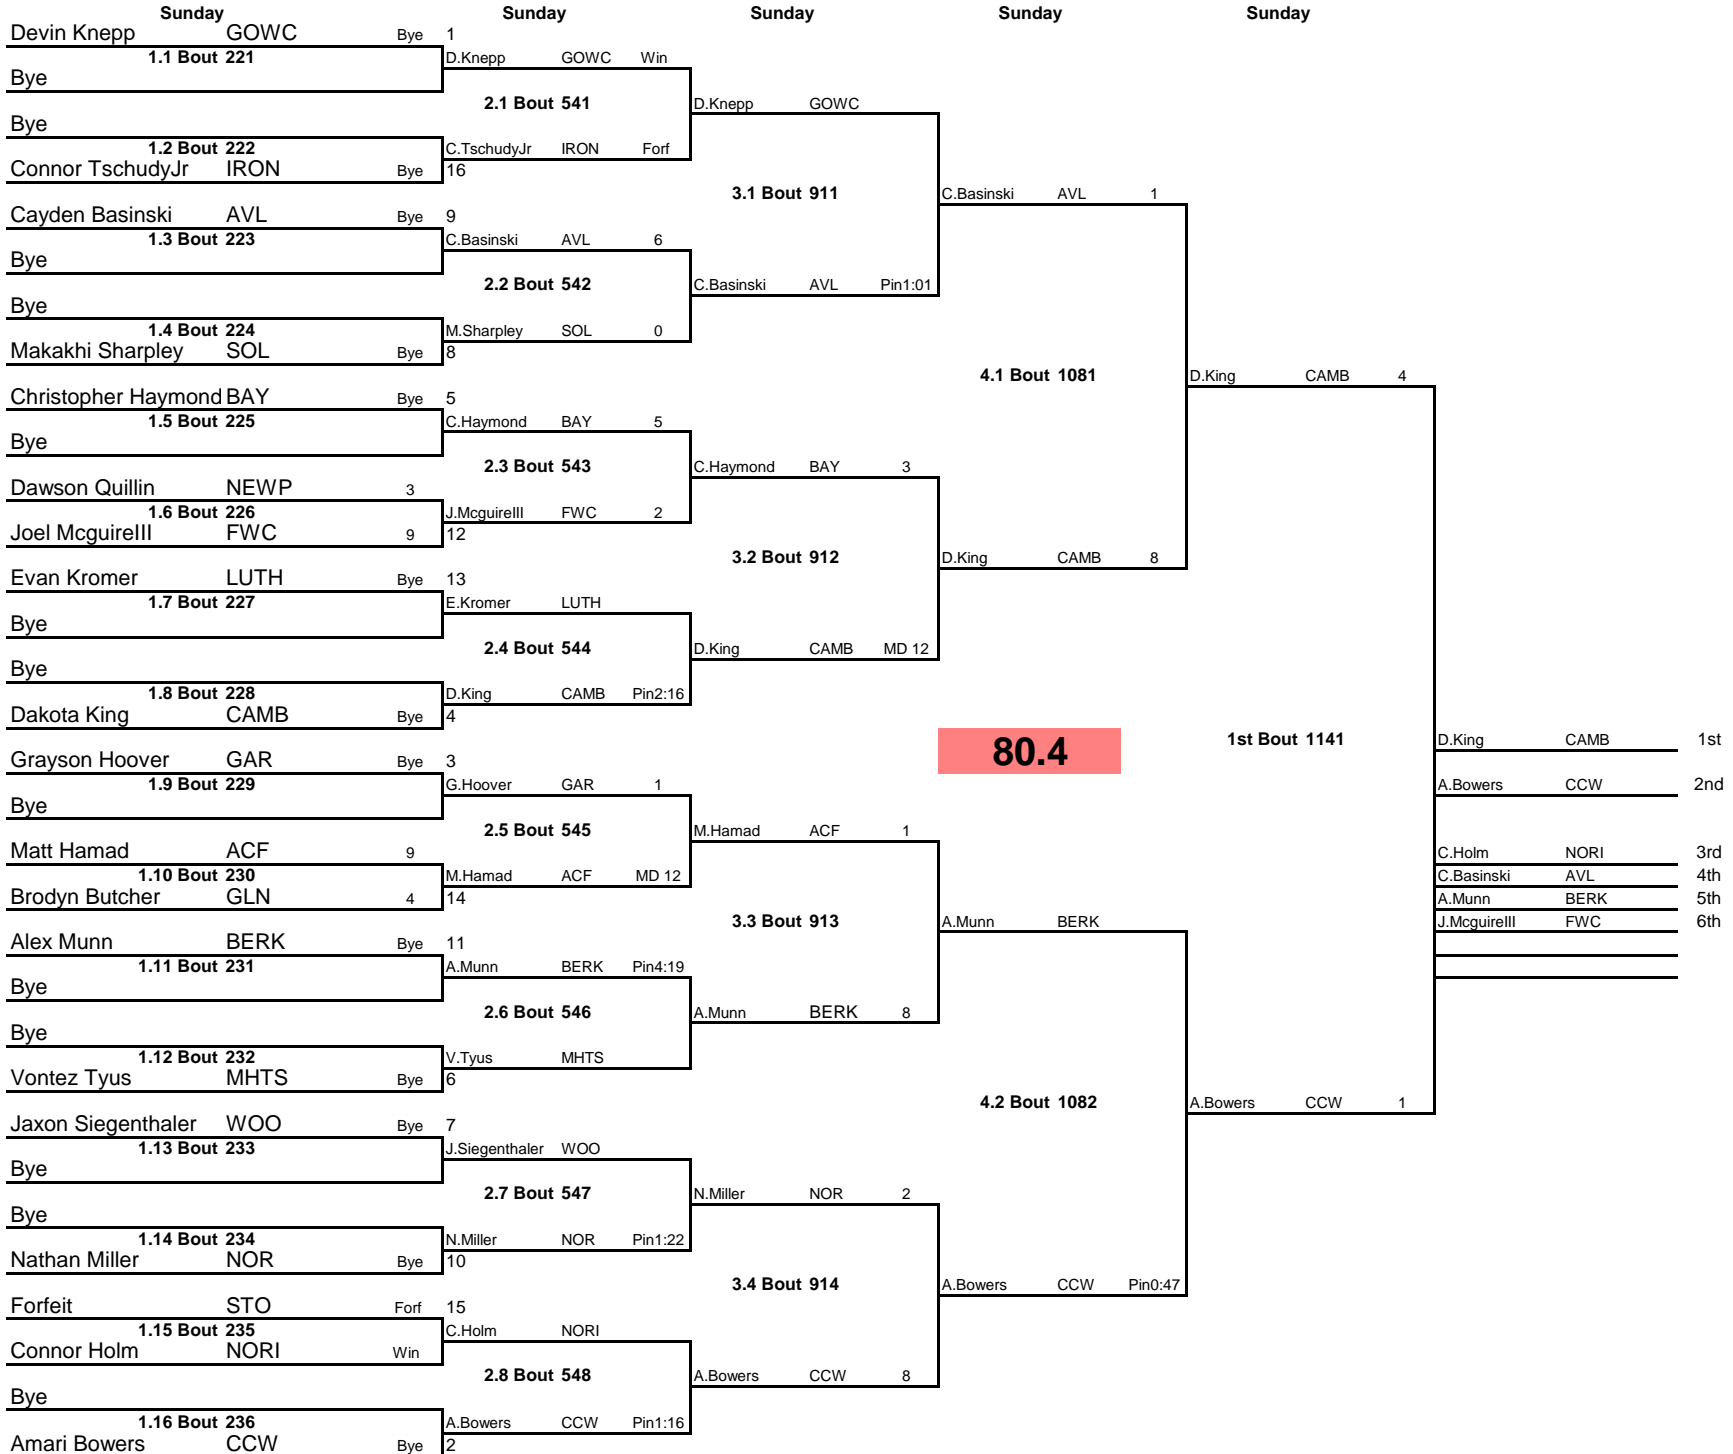 Sunday Sunday Sunday Sunday Sunday
Devin Knepp GOWC Bye 1
1.1 Bout 221 D.Knepp GOWC Win
Bye
2.1 Bout 541 D.Knepp GOWC
Bye
1.2 Bout 222 C.TschudyJr IRON Forf
Connor TschudyJr IRON Bye 16
3.1 Bout 911 C.Basinski AVL 1
Cayden Basinski AVL Bye 9
1.3 Bout 223 C.Basinski AVL 6
Bye
2.2 Bout 542 C.Basinski AVL Pin1:01
Bye
1.4 Bout 224 M.Sharpley SOL 0
Makakhi Sharpley SOL Bye 8
4.1 Bout 1081 D.King CAMB 4
Christopher Haymond BAY Bye 5
1.5 Bout 225 C.Haymond BAY 5
Bye
2.3 Bout 543 C.Haymond BAY 3
Dawson Quillin NEWP 3
1.6 Bout 226 J.McguireIII FWC 2
Joel McguireIII FWC 9 12
3.2 Bout 912 D.King CAMB 8
Evan Kromer LUTH Bye 13
1.7 Bout 227 E.Kromer LUTH
Bye
2.4 Bout 544 D.King CAMB MD 12
Bye
1.8 Bout 228 D.King CAMB Pin2:16
Dakota King CAMB Bye 4
80.4 1st Bout 1141 D.King CAMB 1st
Grayson Hoover GAR Bye 3
1.9 Bout 229 G.Hoover GAR 1 A.Bowers CCW 2nd
Bye
2.5 Bout 545 M.Hamad ACF 1
Matt Hamad ACF 9 C.Holm NORI 3rd
1.10 Bout 230 M.Hamad ACF MD 12 C.Basinski AVL 4th
Brodyn Butcher GLN 4 14 A.Munn BERK 5th
3.3 Bout 913 A.Munn BERK J.McguireIII FWC 6th
Alex Munn BERK Bye 11
1.11 Bout 231 A.Munn BERK Pin4:19
Bye
2.6 Bout 546 A.Munn BERK 8
Bye
1.12 Bout 232 V.Tyus MHTS
Vontez Tyus MHTS Bye 6
4.2 Bout 1082 A.Bowers CCW 1
Jaxon Siegenthaler WOO Bye 7
1.13 Bout 233 J.Siegenthaler WOO
Bye
2.7 Bout 547 N.Miller NOR 2
Bye
1.14 Bout 234 N.Miller NOR Pin1:22
Nathan Miller NOR Bye 10
3.4 Bout 914 A.Bowers CCW Pin0:47
Forfeit STO Forf 15
1.15 Bout 235 C.Holm NORI
Connor Holm NORI Win
2.8 Bout 548 A.Bowers CCW 8
Bye
1.16 Bout 236 A.Bowers CCW Pin1:16
Amari Bowers CCW Bye 2